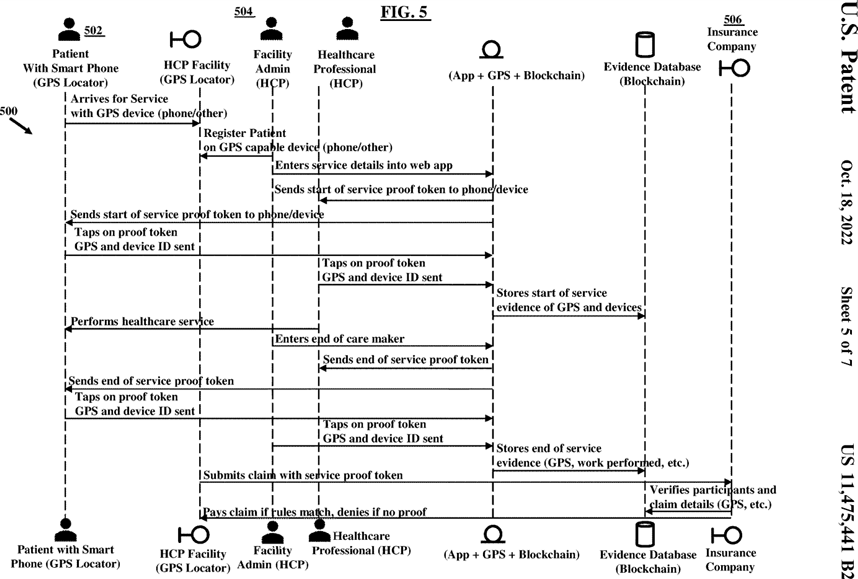 FIG. 5
502
504
506
Patient
With Smart Phone
(GPS Locator)
HCP Facility
(GPS Locator)
Facility
Admin
(HCP)
Healthcare
Professional
(HCP)
(App + GPS + Blockchain)
Evidence Database
(Blockchain)
Insurance
Company
500
Arrives for Service
with GPS device (phone/other)
Register Patient
on GPS capable device (phone/other)
Enters service details into web app
Sends start of service proof token to phone/device
Sends start of service proof token to phone/device
Taps on proof token
GPS and device ID sent
Taps on proof token
GPS and device ID sent
Stores start of service
evidence of GPS and devices
Performs healthcare service
Enters end of care maker
Sends end of service proof token
Sends end of service proof token
Taps on proof token
GPS and device ID sent
Taps on proof token
GPS and device ID sent
Stores end of service
evidence (GPS, work performed, etc.)
Submits claim with service proof token
Verifies participants and
claim details (GPS, etc.)
Pays claim if rules match, denies if no proof
Patient with Smart
Phone (GPS Locator)
HCP Facility
(GPS Locator)
Facility
Admin (HCP)
Healthcare
Professional (HCP)
(App + GPS + Blockchain)
Evidence Database
(Blockchain)
Insurance
Company
U.S. Patent
Oct. 18, 2022
Sheet 5 of 7
US 11,475,441 B2